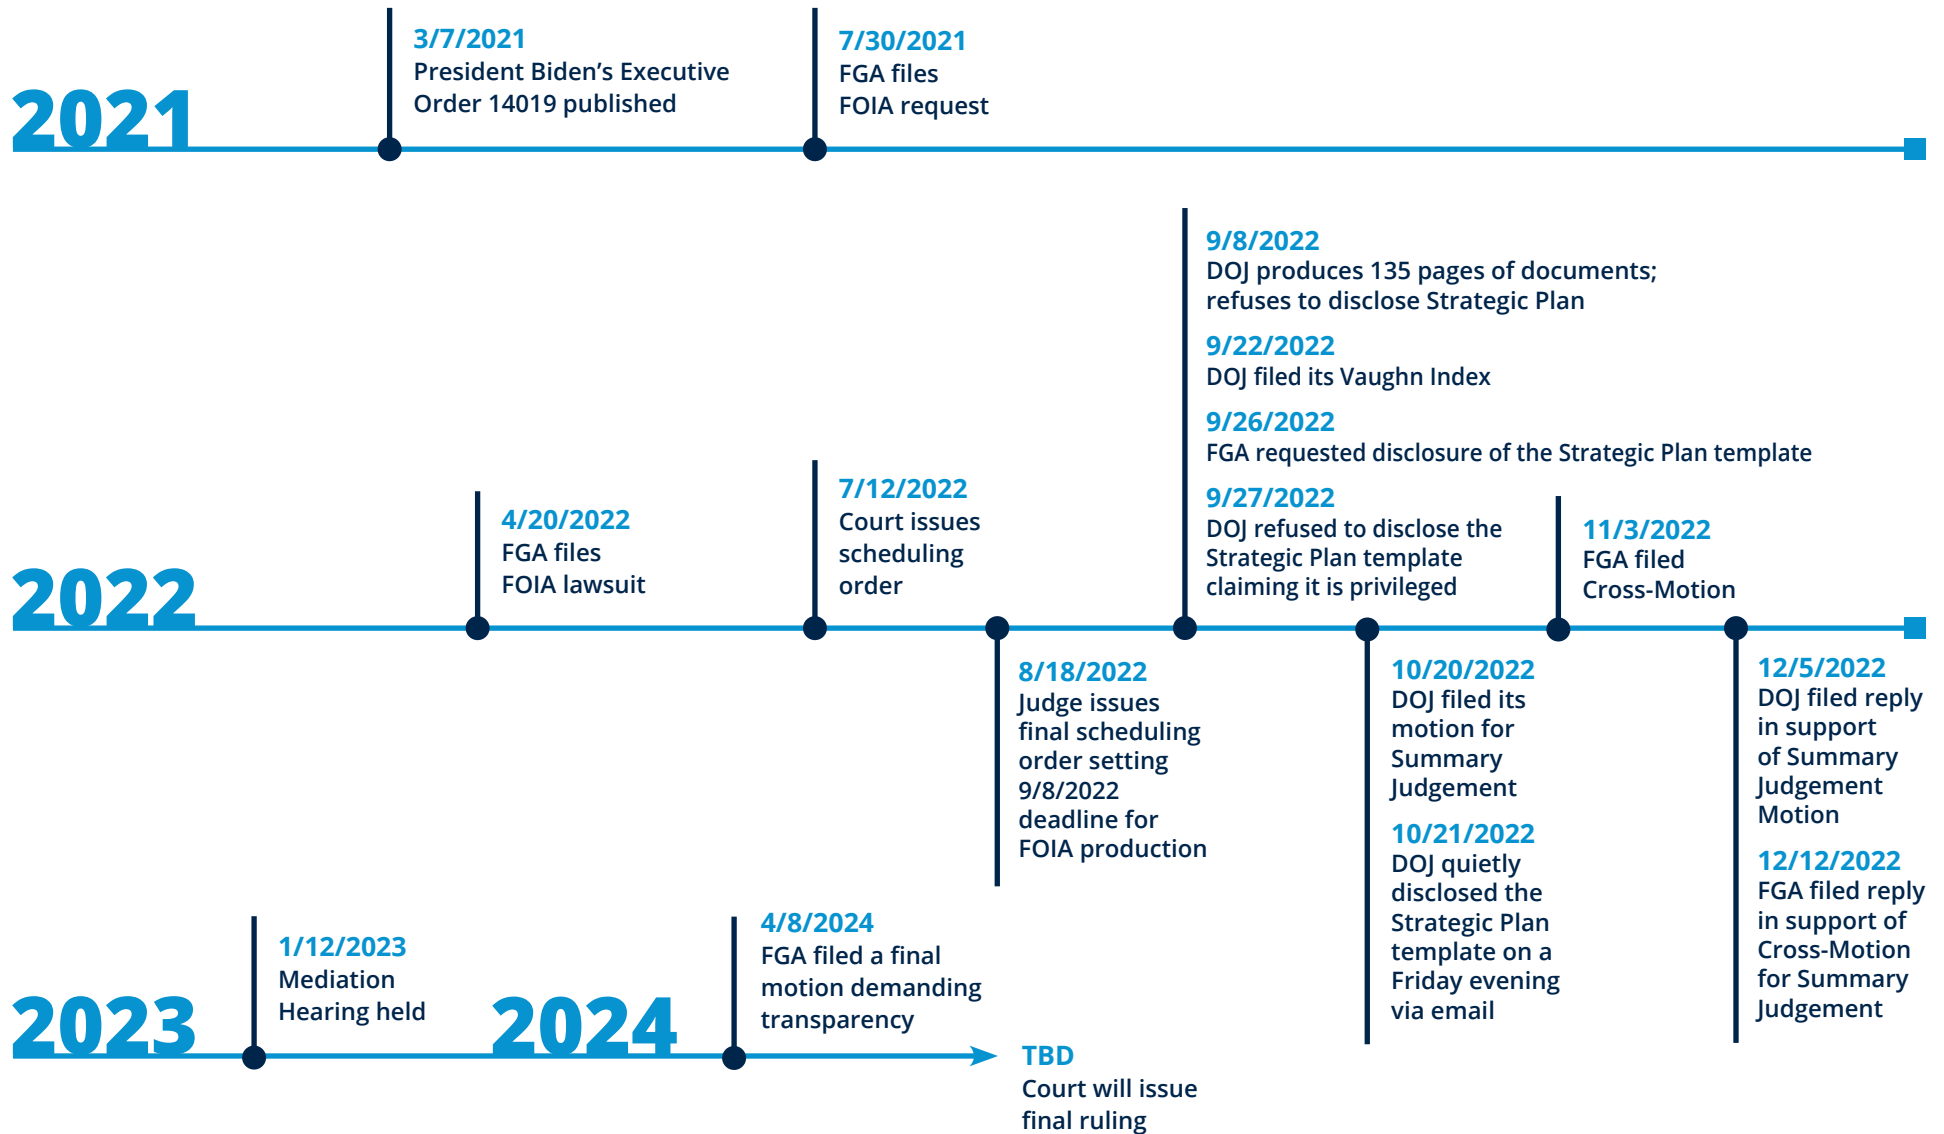 2021
3/7/2021
President Biden’s Executive
Order 14019 published
7/30/2021
FGA files
FOIA request
2022
4/20/2022
FGA files
FOIA lawsuit
7/12/2022
Court issues
scheduling
order
8/18/2022
Judge issues
final scheduling
order setting
9/8/2022
deadline for
FOIA production
9/8/2022
DOJ produces 135 pages of documents;
refuses to disclose Strategic Plan
9/22/2022
DOJ filed its Vaughn Index
9/26/2022
FGA requested disclosure of the Strategic Plan template
9/27/2022
DOJ refused to disclose the
Strategic Plan template
claiming it is privileged
10/20/2022
DOJ filed its
motion for
Summary
Judgement
10/21/2022
DOJ quietly
disclosed the
Strategic Plan
template on a
Friday evening
via email
11/3/2022
FGA filed
Cross-Motion
12/5/2022
DOJ filed reply
in support
of Summary
Judgement
Motion
12/12/2022
FGA filed reply
in support of
Cross-Motion
for Summary
Judgement
2023
1/12/2023
Mediation
Hearing held
2024
4/8/2024
FGA filed a final
motion demanding
transparency
TBD
Court will issue
final ruling